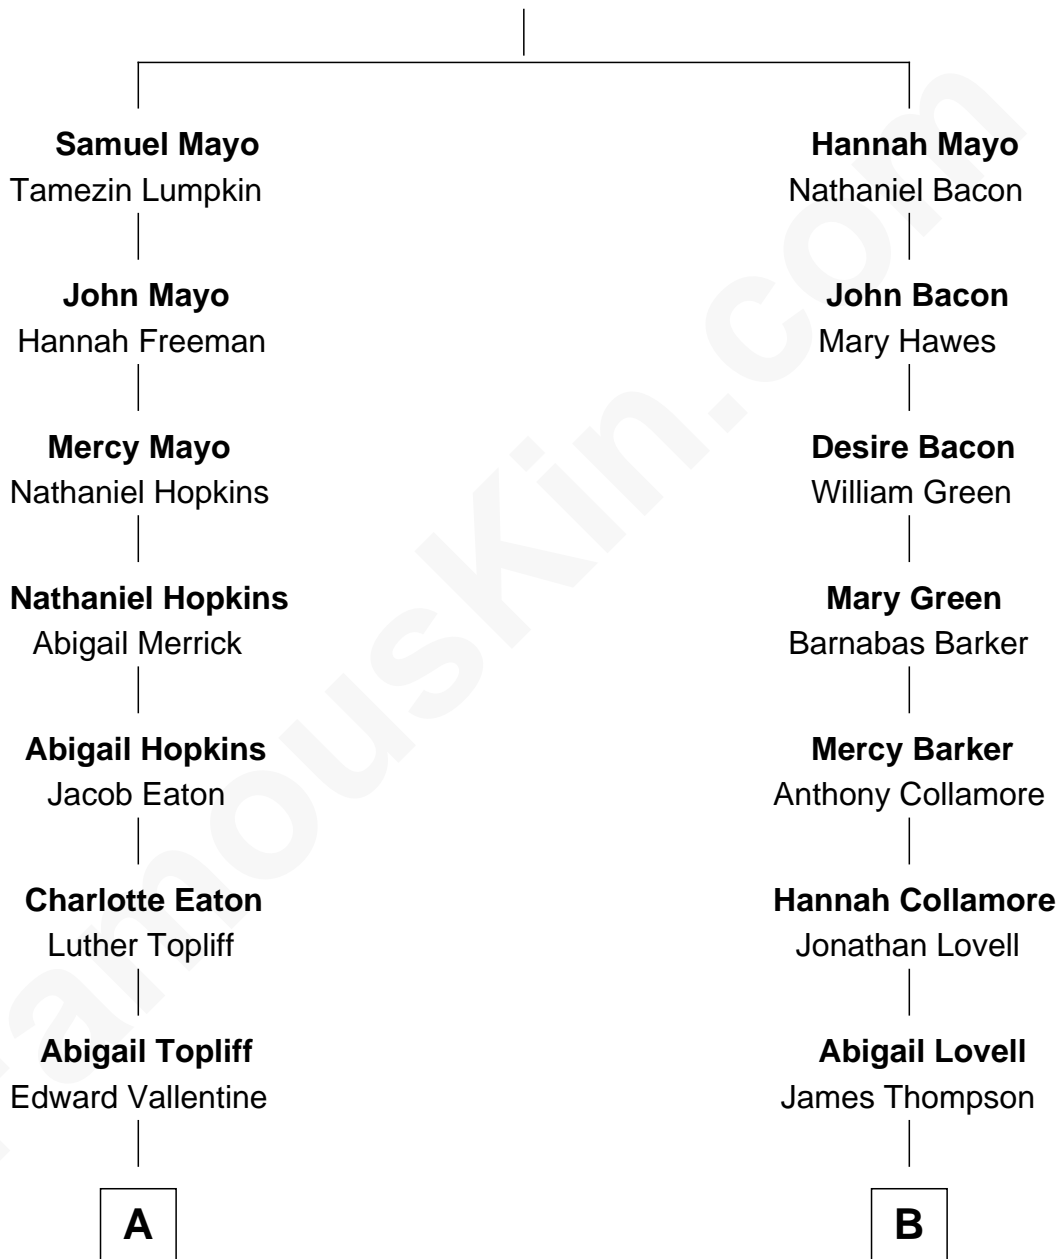 Samuel Mayo
Tamezin Lumpkin
John Mayo
Hannah Freeman
Mercy Mayo
Nathaniel Hopkins
Nathaniel Hopkins
Abigail Merrick
Abigail Hopkins
Jacob Eaton
Charlotte Eaton
Luther Topliff
Abigail Topliff
Edward Vallentine
A
Hannah Mayo
Nathaniel Bacon
John Bacon
Mary Hawes
Desire Bacon
William Green
Mary Green
Barnabas Barker
Mercy Barker
Anthony Collamore
Hannah Collamore
Jonathan Lovell
Abigail Lovell
James Thompson
B
FamousKin.com